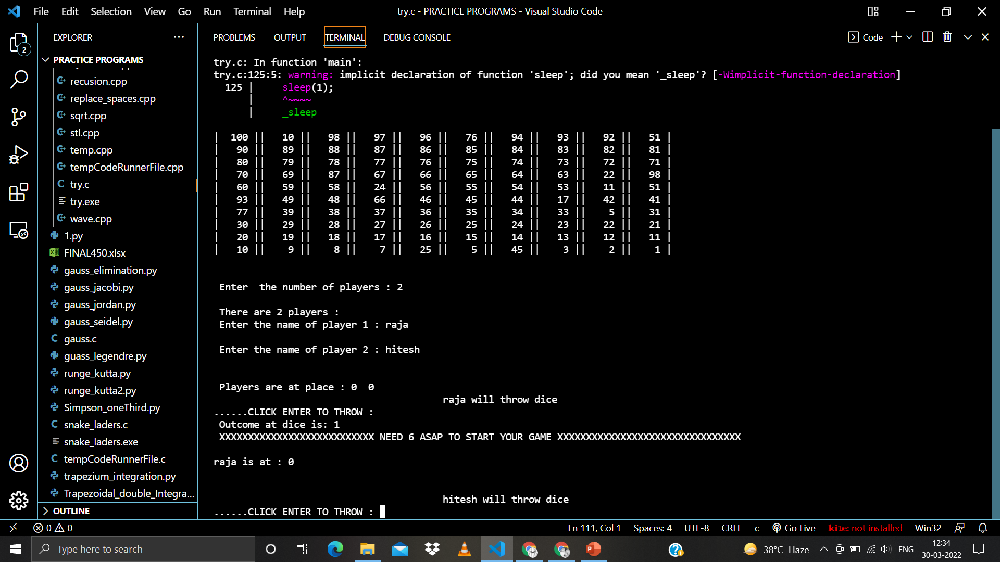 File Edit Selection View Go Run Terminal Help
try.c - PRACTICE PROGRAMS - Visual Studio Code
EXPLORER
PRACTICE PROGRAMS
recusion.cpp
replace_spaces.cpp
sqrt.cpp
stl.cpp
temp.cpp
tempCodeRunnerFile.cpp
C try.c
try.exe
wave.cpp
1.py
FINAL450.xlsx
gauss_elimination.py
gauss_jacobi.py
gauss_jordan.py
gauss_seidel.py
C gauss.c
guass_legendre.py
runge_kutta.py
runge_kutta2.py
Simpson_oneThird.py
C snake_laders.c
snake_laders.exe
C tempCodeRunnerFile.c
trapezium_integration.py
Trapezoidal_double_Integra...
OUTLINE
2
PROBLEMS OUTPUT TERMINAL DEBUG CONSOLE
Code
try.c: In function 'main':
try.c:125:5: warning: implicit declaration of function 'sleep'; did you mean '_sleep'? [-Wimplicit-function-declaration]
125 | sleep(1);
| ^~~~~
| _sleep
| 100 || 10 || 98 || 97 || 96 || 76 || 94 || 93 || 92 || 51 |
| 90 || 89 || 88 || 87 || 86 || 85 || 84 || 83 || 82 || 81 |
| 80 || 79 || 78 || 77 || 76 || 75 || 74 || 73 || 72 || 71 |
| 70 || 69 || 87 || 67 || 66 || 65 || 64 || 63 || 22 || 98 |
| 60 || 59 || 58 || 24 || 56 || 55 || 54 || 53 || 11 || 51 |
| 93 || 49 || 48 || 66 || 46 || 45 || 44 || 17 || 42 || 41 |
| 77 || 39 || 38 || 37 || 36 || 35 || 34 || 33 || 5 || 31 |
| 30 || 29 || 28 || 27 || 26 || 25 || 24 || 23 || 22 || 21 |
| 20 || 19 || 18 || 17 || 16 || 15 || 14 || 13 || 12 || 11 |
| 10 || 9 || 8 || 7 || 25 || 5 || 45 || 3 || 2 || 1 |
Enter the number of players : 2
There are 2 players :
Enter the name of player 1 : raja
Enter the name of player 2 : hitesh
Players are at place : 0 0
raja will throw dice
......CLICK ENTER TO THROW :
Outcome at dice is: 1
XXXXXXXXXXXXXXXXXXXXXXXXXXX NEED 6 ASAP TO START YOUR GAME XXXXXXXXXXXXXXXXXXXXXXXXXXXXXXXX
raja is at : 0
hitesh will throw dice
......CLICK ENTER TO THROW :
0 0
Ln 111, Col 1 Spaces: 4 UTF-8 CRLF c Go Live kite: not installed Win32
Type here to search
38°C Haze
ENG
12:34
30-03-2022